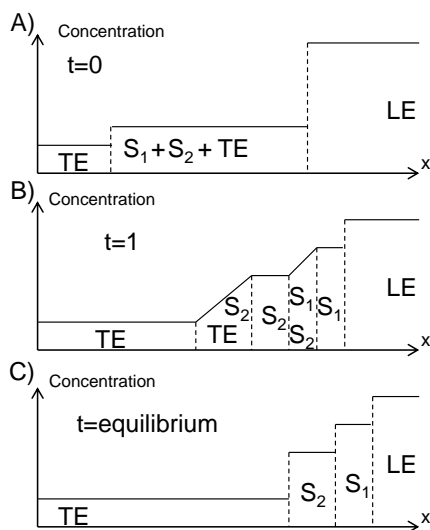 A) Concentration
t=0
LE
TE S₁+S₂+TE
x
B) Concentration
t=1
LE
S₂ S₁
TE S₂ S₁
TE S₂
x
C) Concentration
t=equilibrium
LE
S₂ S₁
TE
x